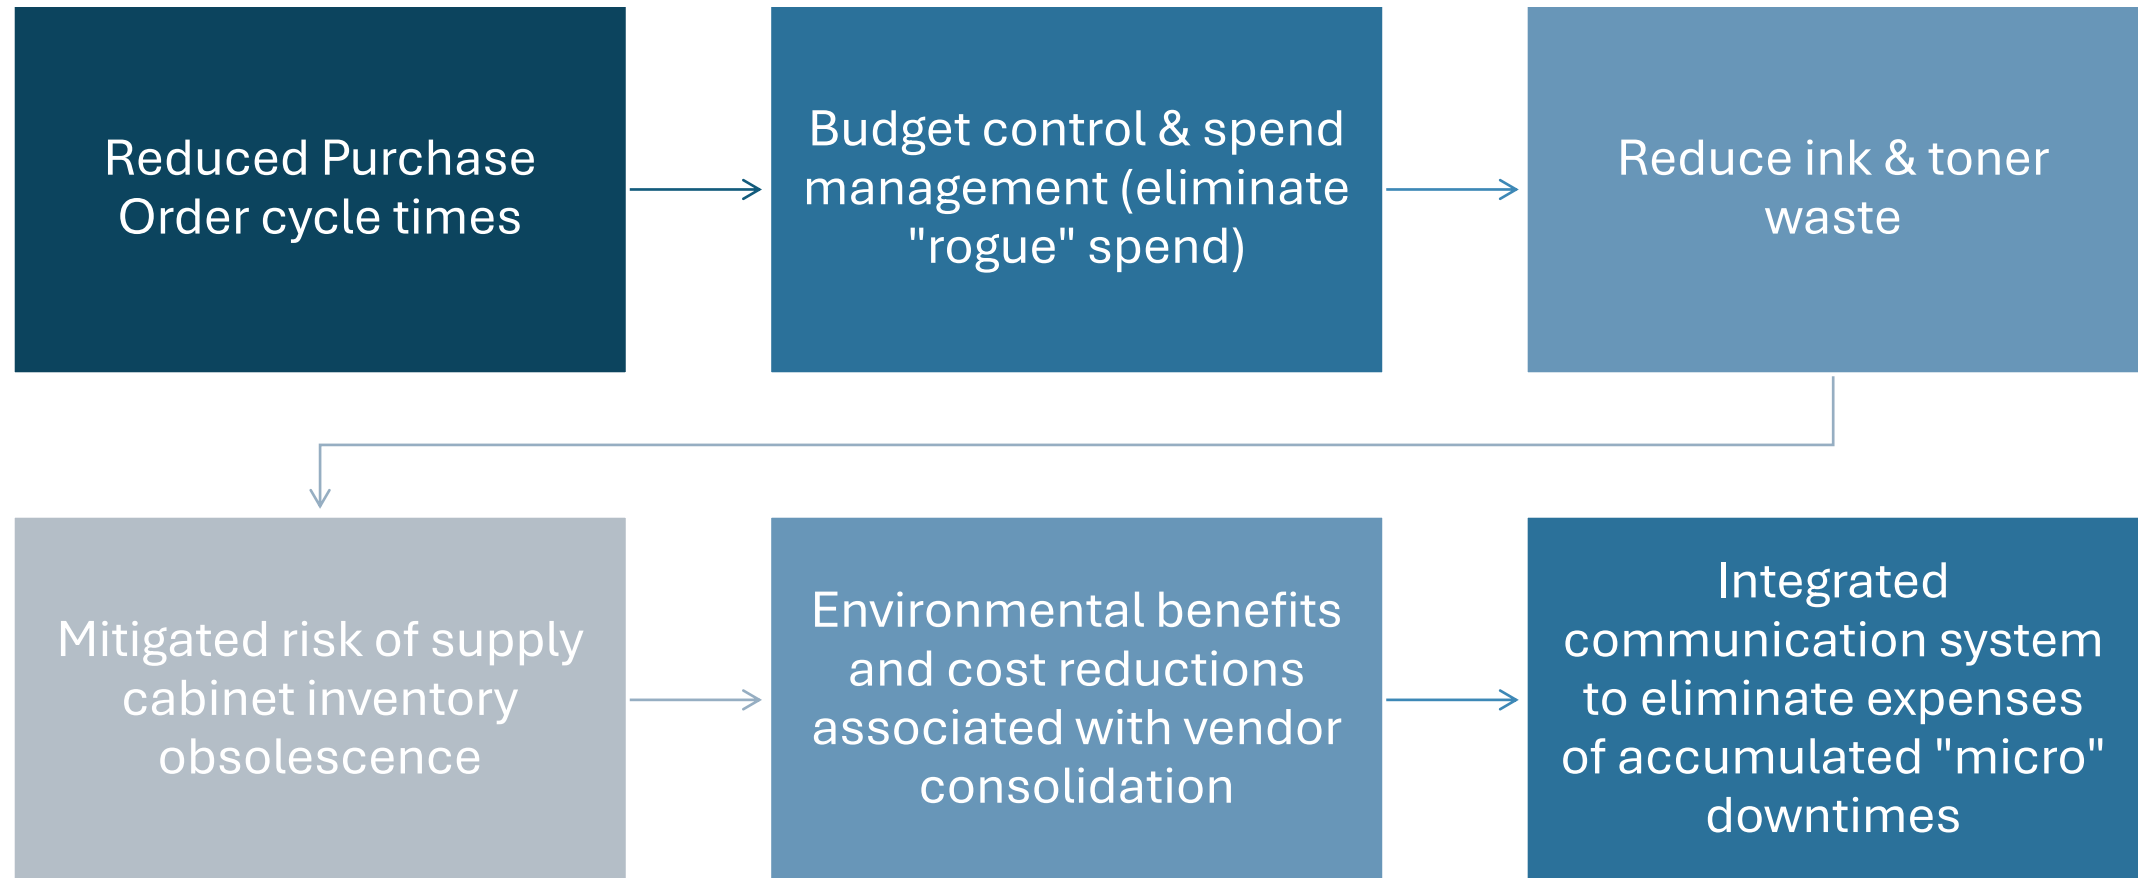 Reduced Purchase
Order cycle times
Budget control & spend
management (eliminate
"rogue" spend)
Reduce ink & toner
waste
Mitigated risk of supply
cabinet inventory
obsolescence
Environmental benefits
and cost reductions
associated with vendor
consolidation
Integrated
communication system
to eliminate expenses
of accumulated "micro"
downtimes